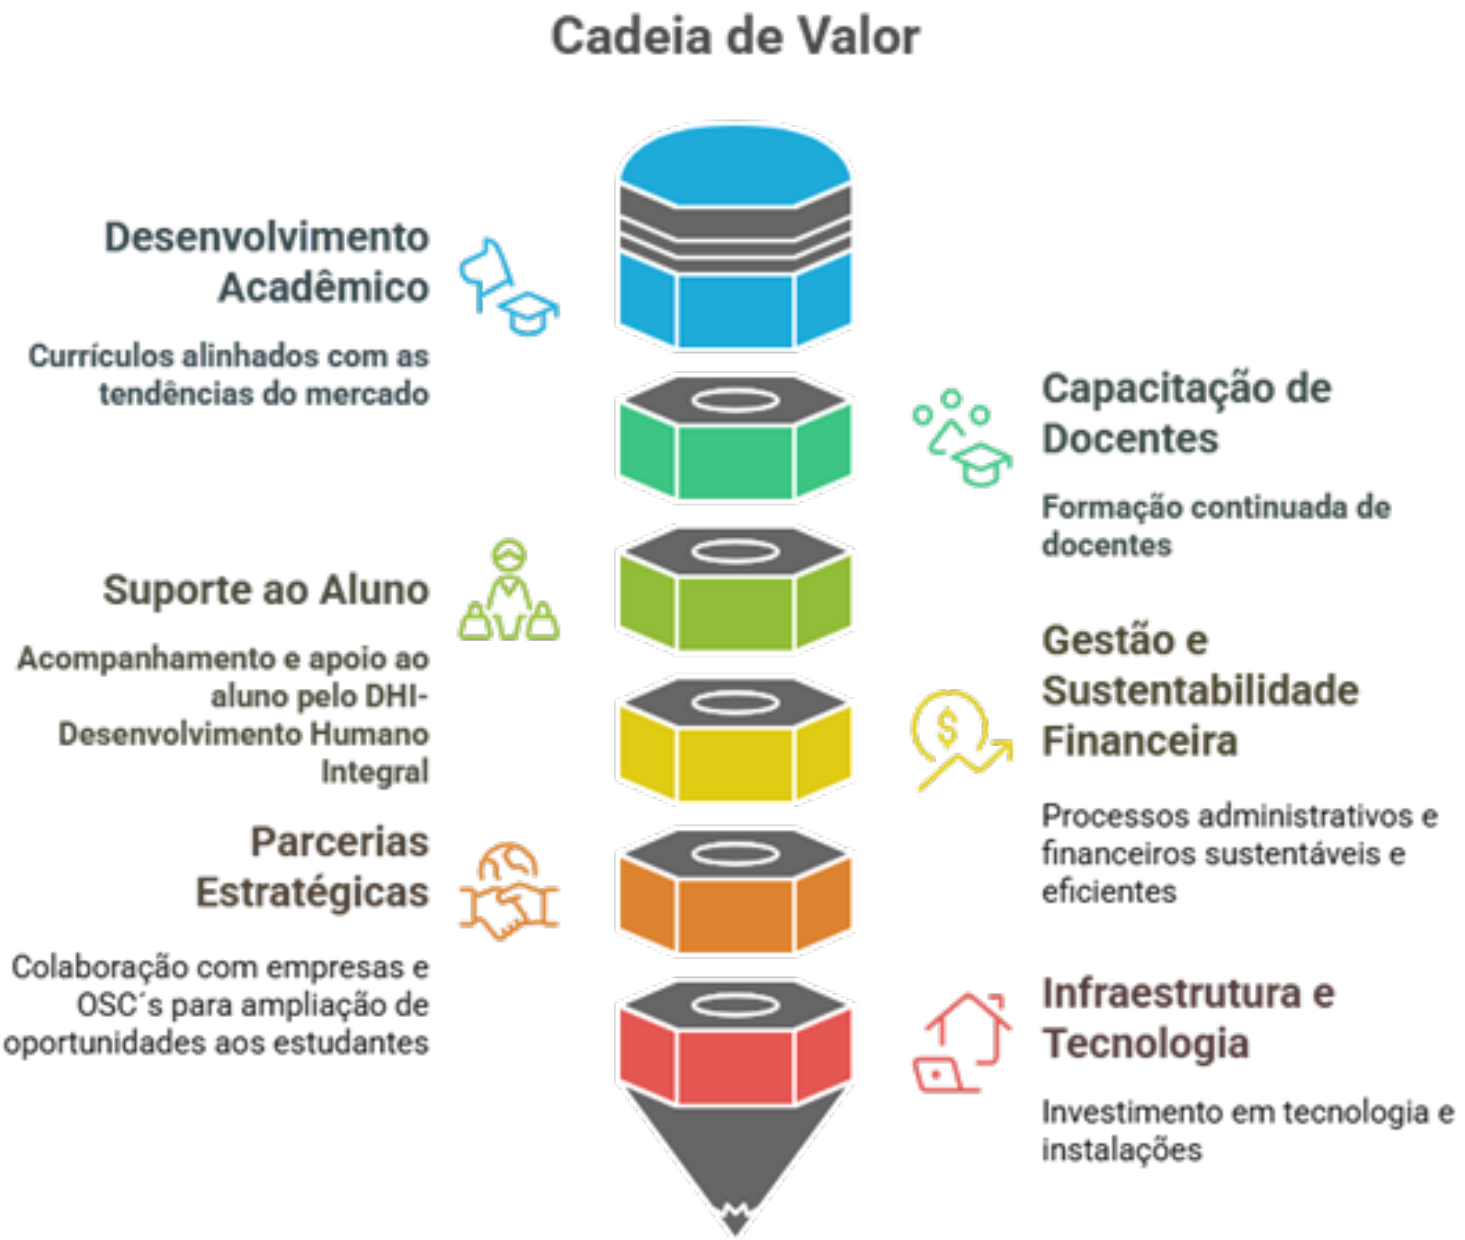 Cadeia de Valor
Desenvolvimento
Acadêmico
Currículos alinhados com as
tendências do mercado
Capacitação de
Docentes
Formação continuada de
docentes
Suporte ao Aluno
Acompanhamento e apoio ao
aluno pelo DHI-
Desenvolvimento Humano
Integral
Gestão e
Sustentabilidade
Financeira
Processos administrativos e
financeiros sustentáveis e
eficientes
Parcerias
Estratégicas
Colaboração com empresas e
OSC´s para ampliação de
oportunidades aos estudantes
Infraestrutura e
Tecnologia
Investimento em tecnologia e
instalações